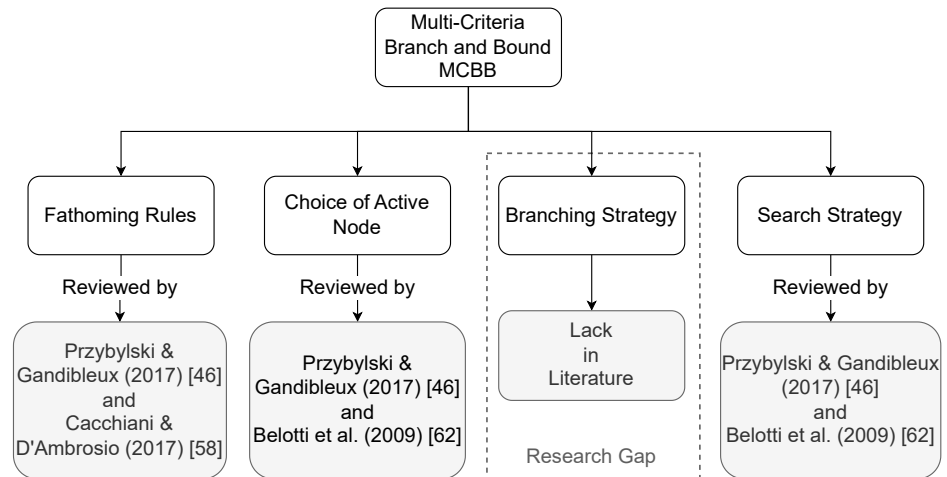 Multi-Criteria
Branch and Bound
MCBB
Fathoming Rules
Choice of Active
Node
Branching Strategy
Search Strategy
Reviewed by
Reviewed by
Reviewed by
Przybylski &
Gandibleux (2017) [46]
and
Cacchiani &
D'Ambrosio (2017) [58]
Przybylski &
Gandibleux (2017) [46]
and
Belotti et al. (2009) [62]
Lack
in
Literature
Research Gap
Przybylski & Gandibleux
(2017) [46]
and
Belotti et al. (2009) [62]